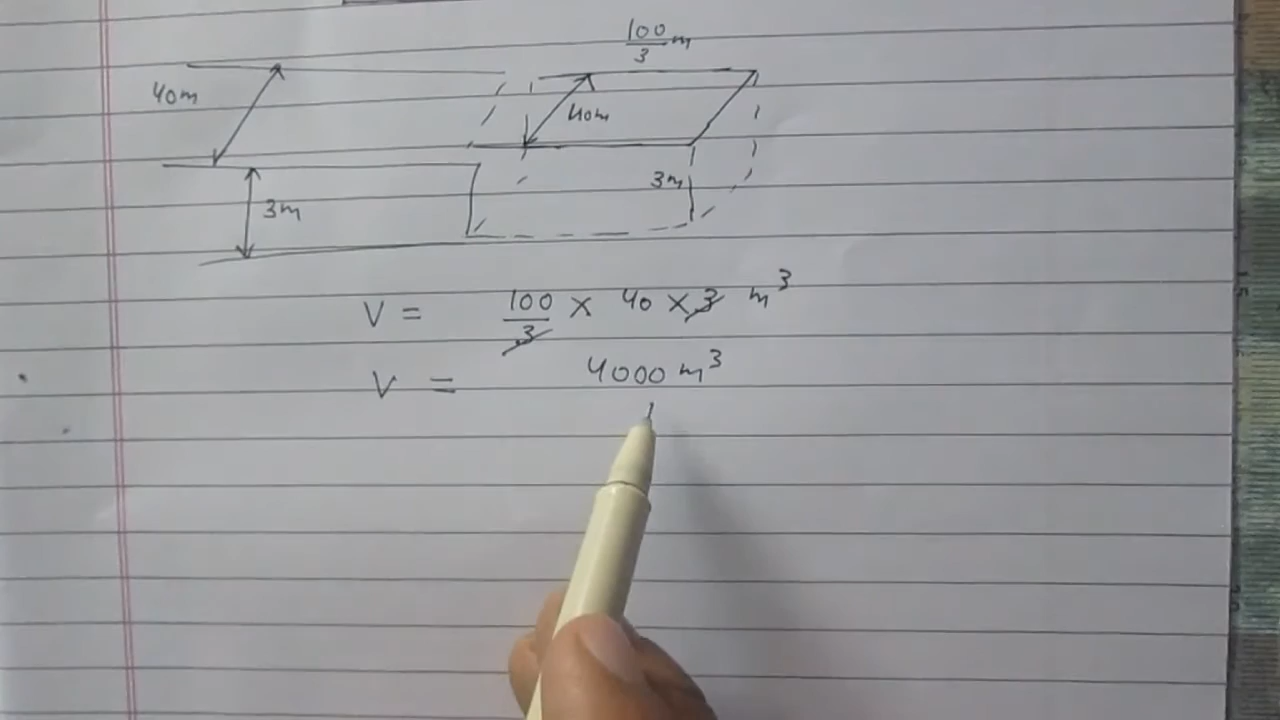 100/3 m
40m
40m
3m
3m
V = 100/3 × 40 × 3 m³
V = 4000 m³